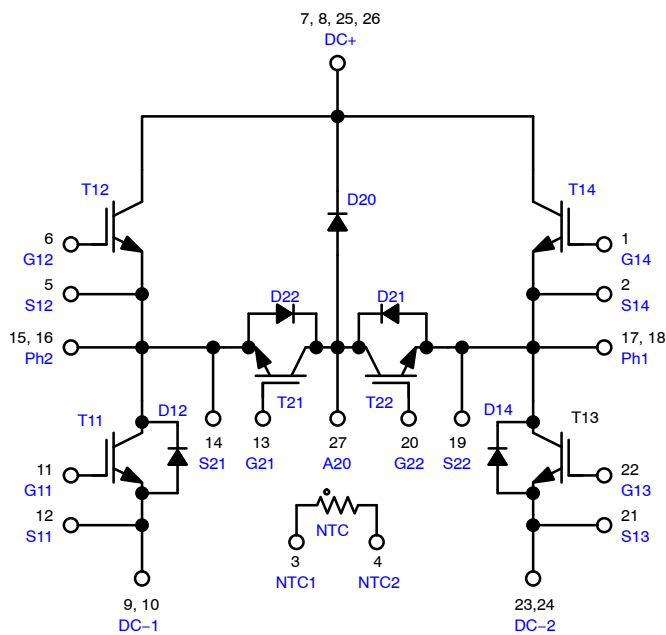 7, 8, 25, 26
DC+
T12
T14
D20
6
G12
1
G14
5
S12
2
S14
D22
D21
15, 16
Ph2
17, 18
Ph1
T21
T22
T11
D12
D14
T13
14
S21
13
G21
27
A20
20
G22
19
S22
11
G11
22
G13
12
S11
21
S13
NTC
3
NTC1
4
NTC2
9, 10
DC−1
23,24
DC−2